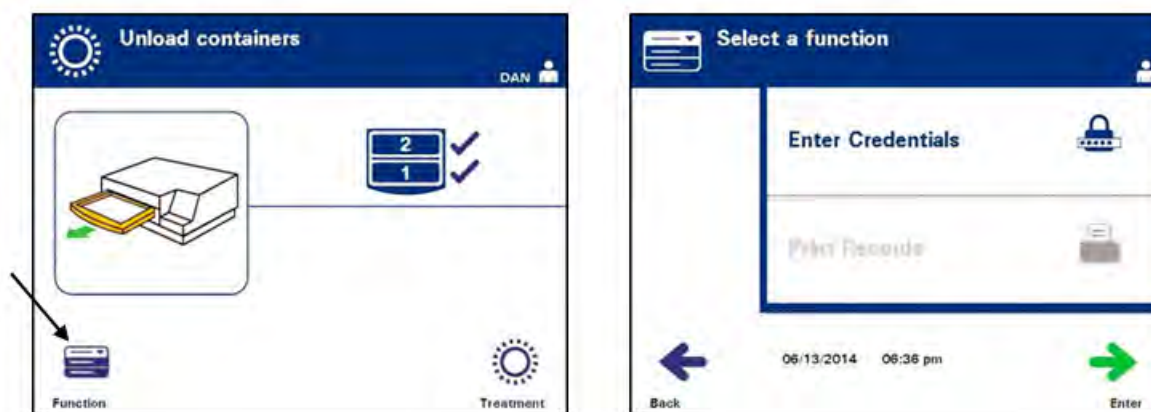 Unload containers
DAN
2
1
Function
Treatment
Select a function
Enter Credentials
Print Records
06/13/2014 06:36 pm
Back
Enter